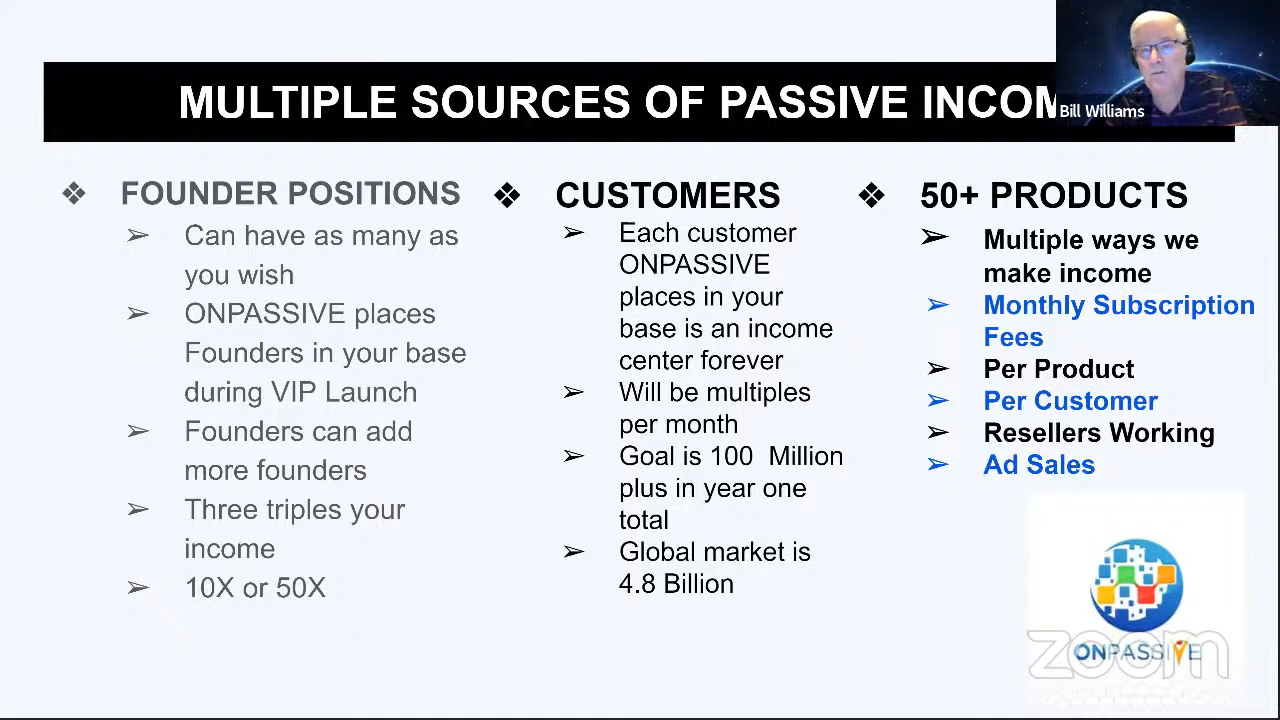 MULTIPLE SOURCES OF PASSIVE INCOM
Bill Williams
❖ FOUNDER POSITIONS
➢ Can have as many as
you wish
➢ ONPASSIVE places
Founders in your base
during VIP Launch
➢ Founders can add
more founders
➢ Three triples your
income
➢ 10X or 50X
❖ CUSTOMERS
➢ Each customer
ONPASSIVE
places in your
base is an income
center forever
➢ Will be multiples
per month
➢ Goal is 100 Million
plus in year one
total
➢ Global market is
4.8 Billion
❖ 50+ PRODUCTS
➢ Multiple ways we
make income
➢ Monthly Subscription
Fees
➢ Per Product
➢ Per Customer
➢ Resellers Working
➢ Ad Sales
zoom
ONPASSIVE